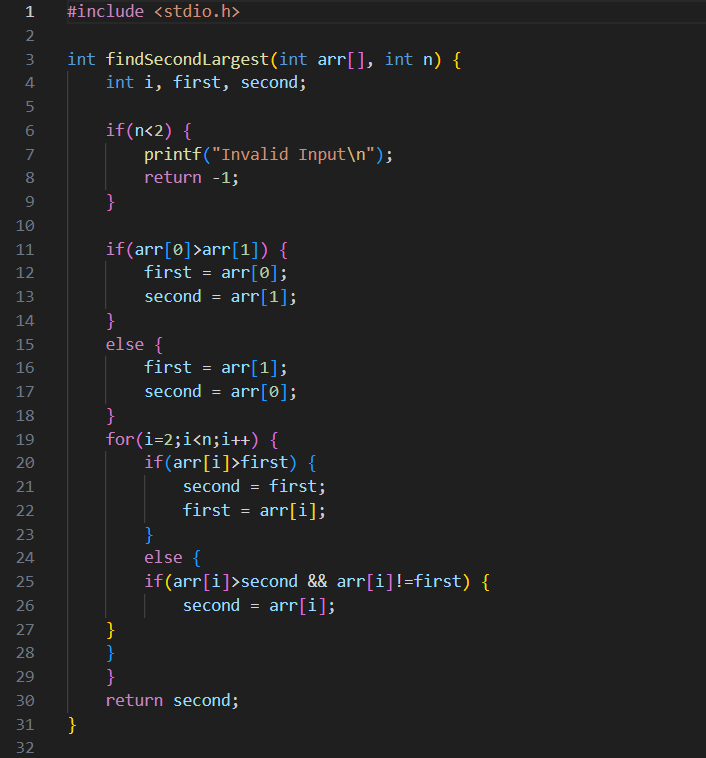 1 #include <stdio.h>
2
3 int findSecondLargest(int arr[], int n) {
4     int i, first, second;
5
6     if(n<2) {
7         printf("Invalid Input\n");
8         return -1;
9     }
10
11     if(arr[0]>arr[1]) {
12         first = arr[0];
13         second = arr[1];
14     }
15     else {
16         first = arr[1];
17         second = arr[0];
18     }
19     for(i=2;i<n;i++) {
20         if(arr[i]>first) {
21             second = first;
22             first = arr[i];
23         }
24         else {
25         if(arr[i]>second && arr[i]!=first) {
26             second = arr[i];
27     }
28     }
29     }
30     return second;
31 }
32